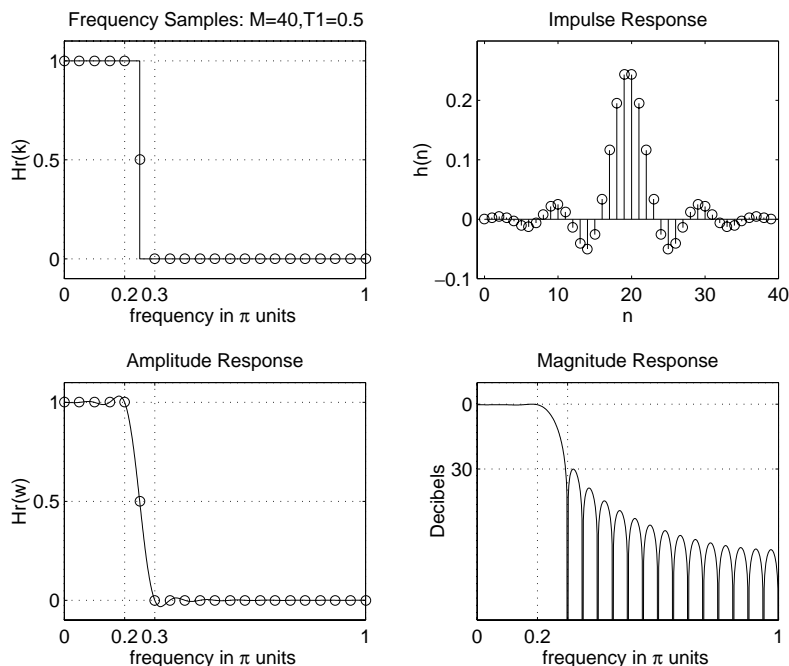 Frequency Samples: M=40,T1=0.5
Hr(k)
1
0.5
0
0 0.2 0.3 1
frequency in π units
Impulse Response
h(n)
0.2
0.1
0
−0.1
0 10 20 30 40
n
Amplitude Response
Hr(w)
1
0.5
0
0 0.2 0.3 1
frequency in π units
Magnitude Response
Decibels
0
30
0 0.2 1
frequency in π units